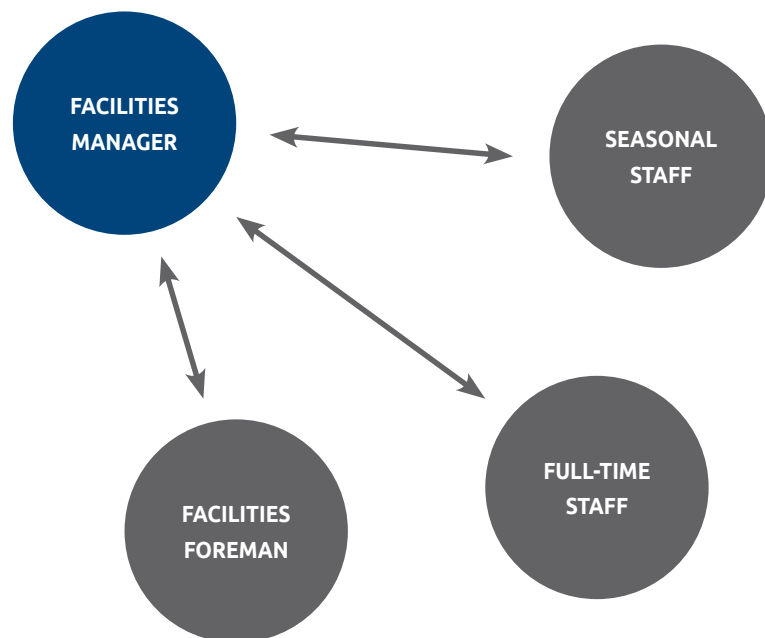 FACILITIES
MANAGER
SEASONAL
STAFF
FULL-TIME
STAFF
FACILITIES
FOREMAN